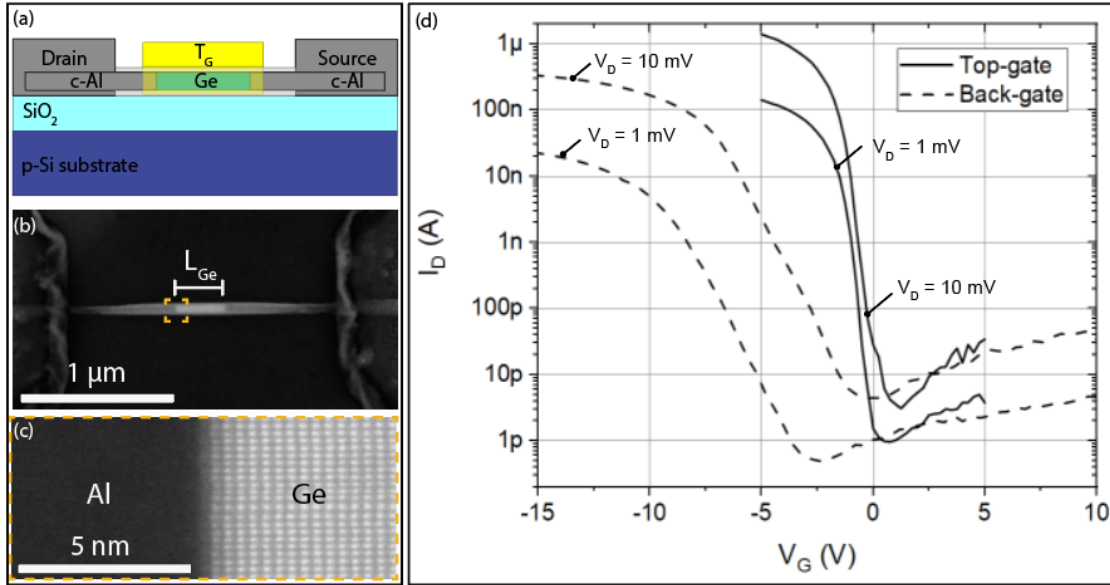 (a)
Drain
T_G
Source
c-Al
Ge
c-Al
SiO₂
p-Si substrate
(b)
L_Ge
1 µm
(c)
Al
Ge
5 nm
(d)
1µ
100n
10n
1n
100p
10p
1p
I_D (A)
V_D = 10 mV
V_D = 1 mV
V_D = 1 mV
V_D = 10 mV
Top-gate
Back-gate
-15
-10
-5
0
5
10
V_G (V)